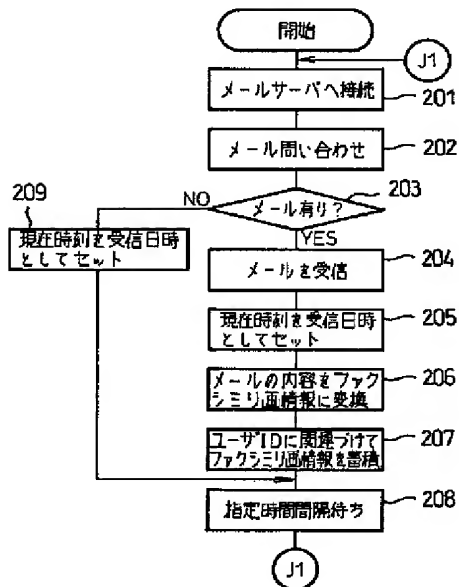 開始
J1
メールサーバへ接続
201
メール問い合わせ
202
209
NO
メール有り?
203
現在時刻を受信日時
としてセット
YES
メールを受信
204
現在時刻を受信日時
としてセット
205
メールの内容をファク
シミリ画情報に変換
206
ユーザIDに関連づけて
ファクシミリ画情報を蓄積
207
指定時間間隔待ち
208
J1